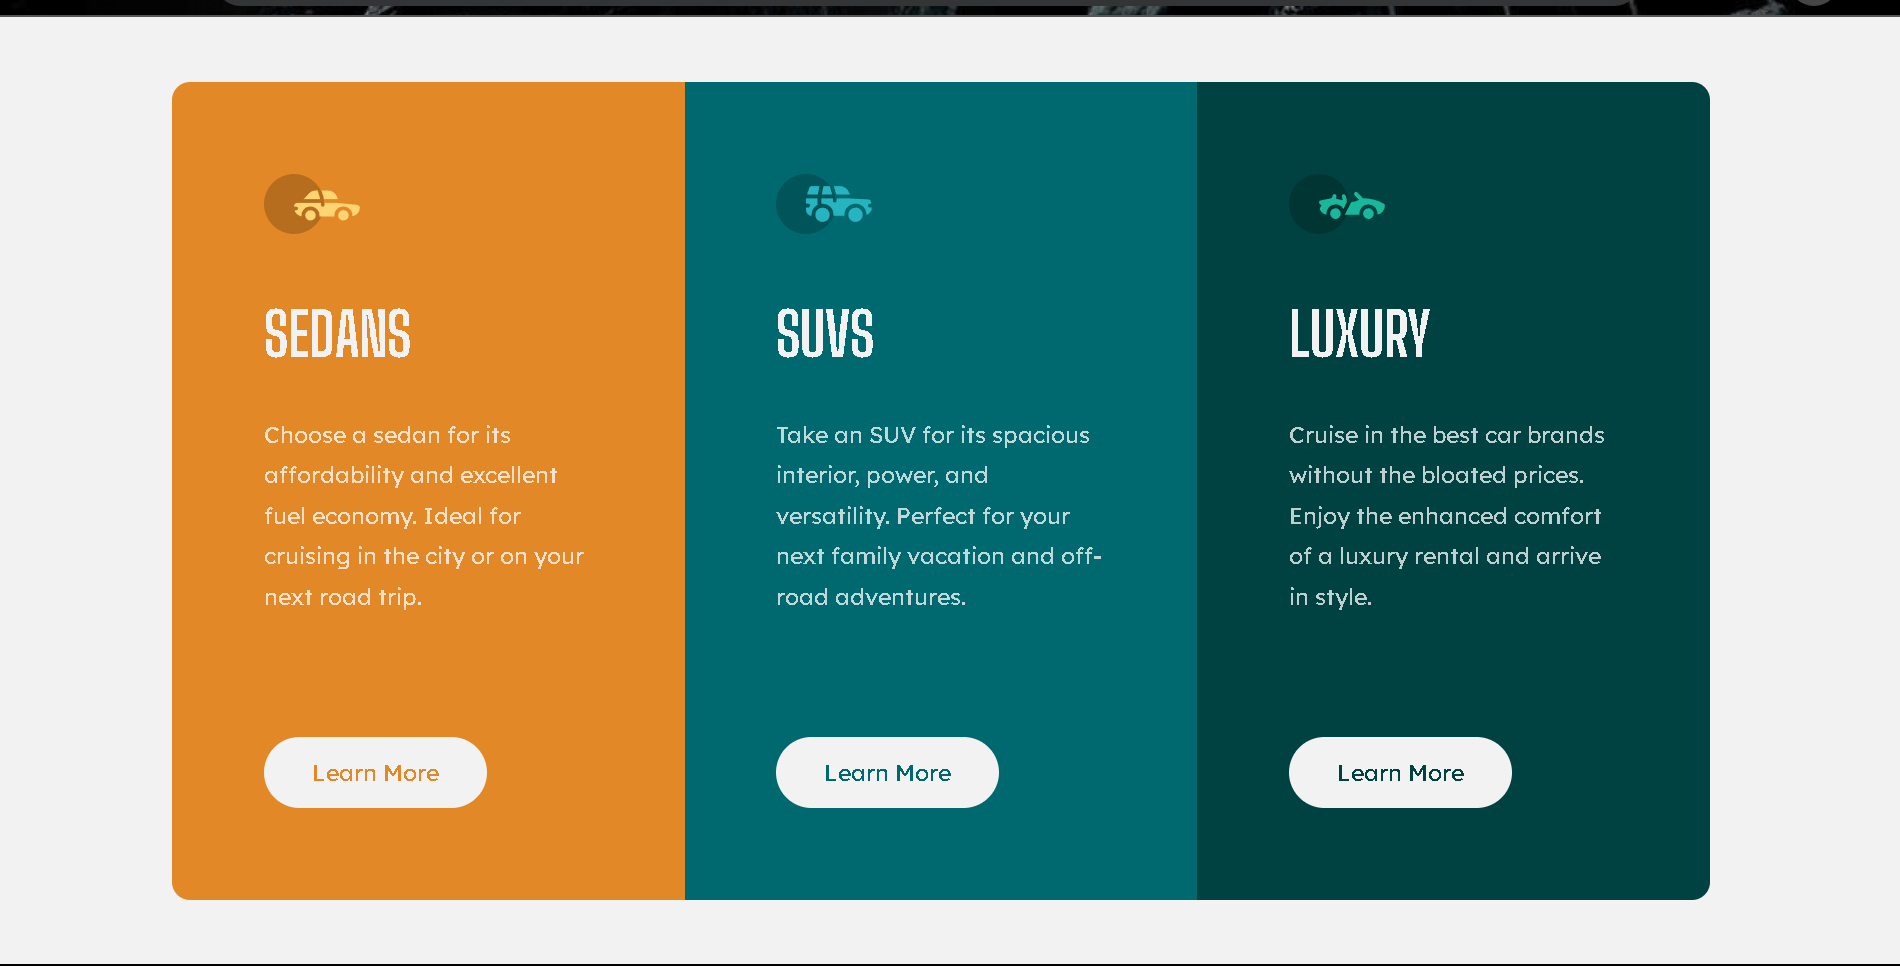 SEDANS
Choose a sedan for its
affordability and excellent
fuel economy. Ideal for
cruising in the city or on your
next road trip.
Learn More
SUVS
Take an SUV for its spacious
interior, power, and
versatility. Perfect for your
next family vacation and off-
road adventures.
Learn More
LUXURY
Cruise in the best car brands
without the bloated prices.
Enjoy the enhanced comfort
of a luxury rental and arrive
in style.
Learn More